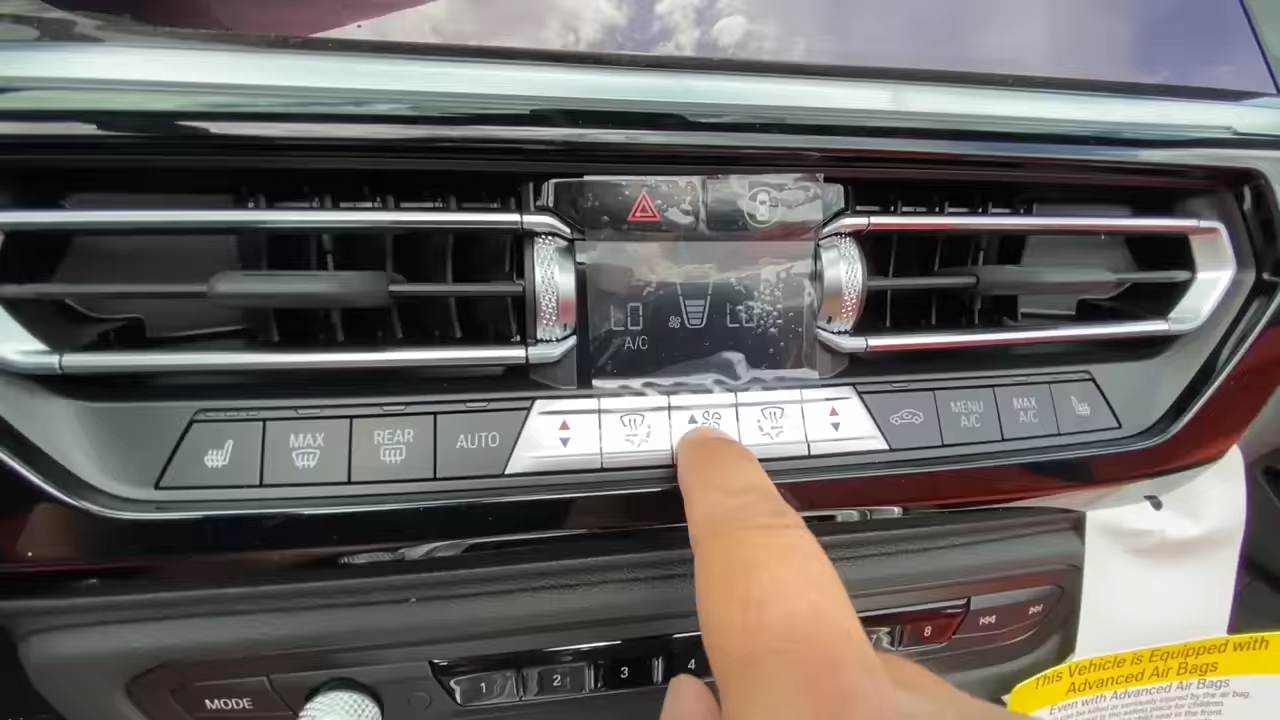 LO
LO
A/C
MAX
REAR
AUTO
MENU
A/C
MAX
A/C
MODE
1
2
3
4
7
8
This Vehicle is Equipped with
Advanced Air Bags
Even with Advanced Air Bags